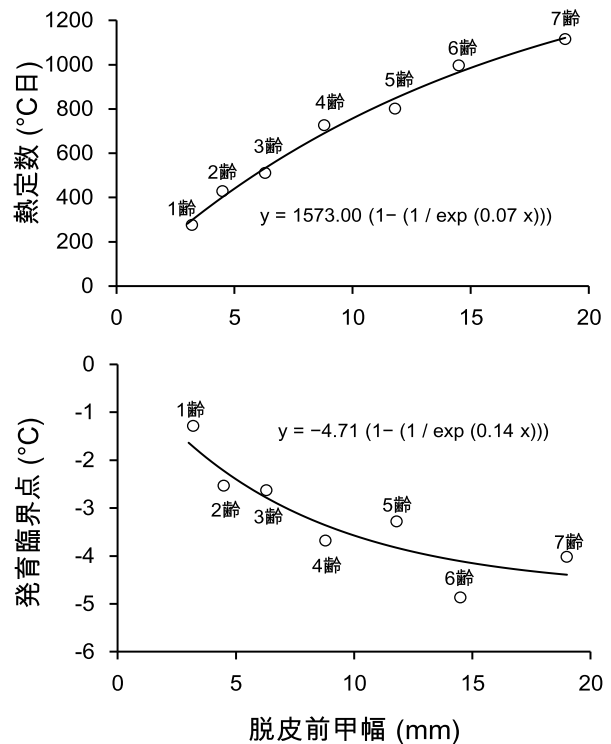 1200
1000
800
600
400
200
0
熱定数 (°C日)
1齢
2齢
3齢
4齢
5齢
6齢
7齢
y = 1573.00 (1− (1 / exp (0.07 x)))
0 5 10 15 20
0
-1
-2
-3
-4
-5
-6
発育臨界点 (°C)
1齢
2齢
3齢
4齢
5齢
6齢
7齢
y = −4.71 (1− (1 / exp (0.14 x)))
0 5 10 15 20
脱皮前甲幅 (mm)